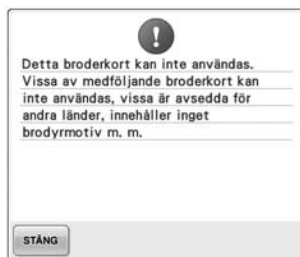 Detta broderkort kan inte användas.
Vissa av medföljande broderkort kan
inte användas, vissa är avsedda för
andra länder, innehåller inget
brodyrmotiv m. m.
STÄNG